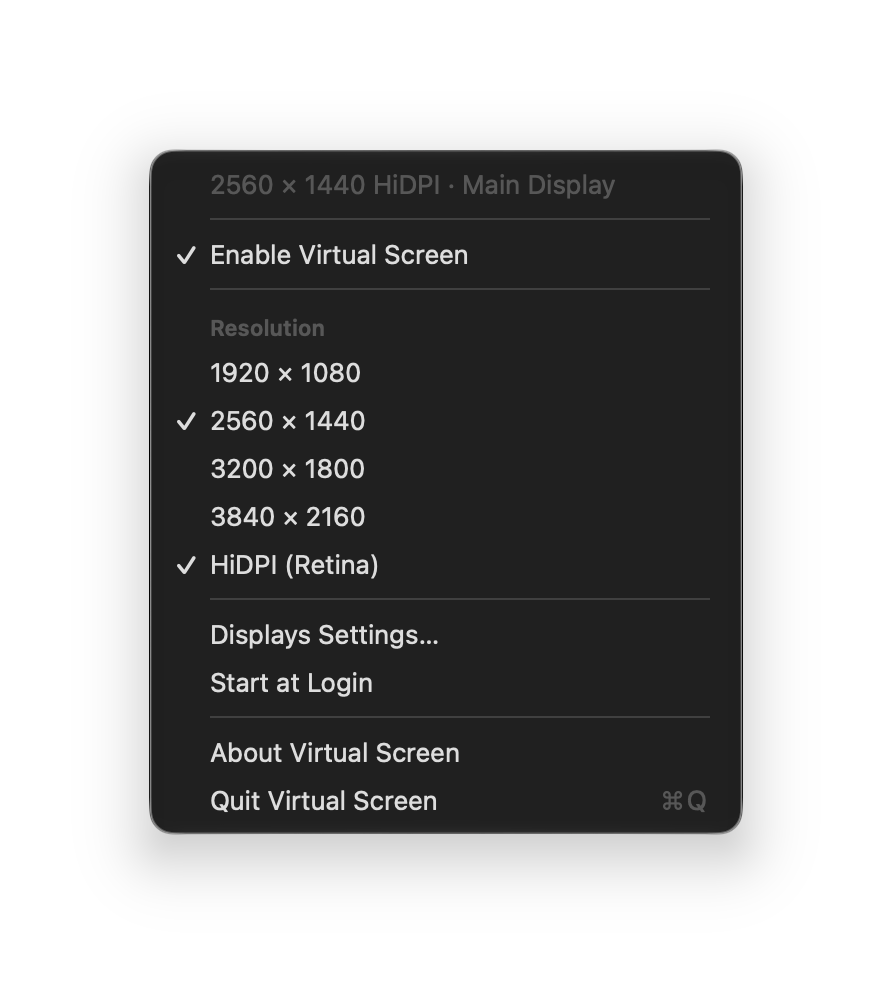 2560 × 1440 HiDPI · Main Display
✓ Enable Virtual Screen
Resolution
1920 × 1080
✓ 2560 × 1440
3200 × 1800
3840 × 2160
✓ HiDPI (Retina)
Displays Settings...
Start at Login
About Virtual Screen
Quit Virtual Screen ⌘Q